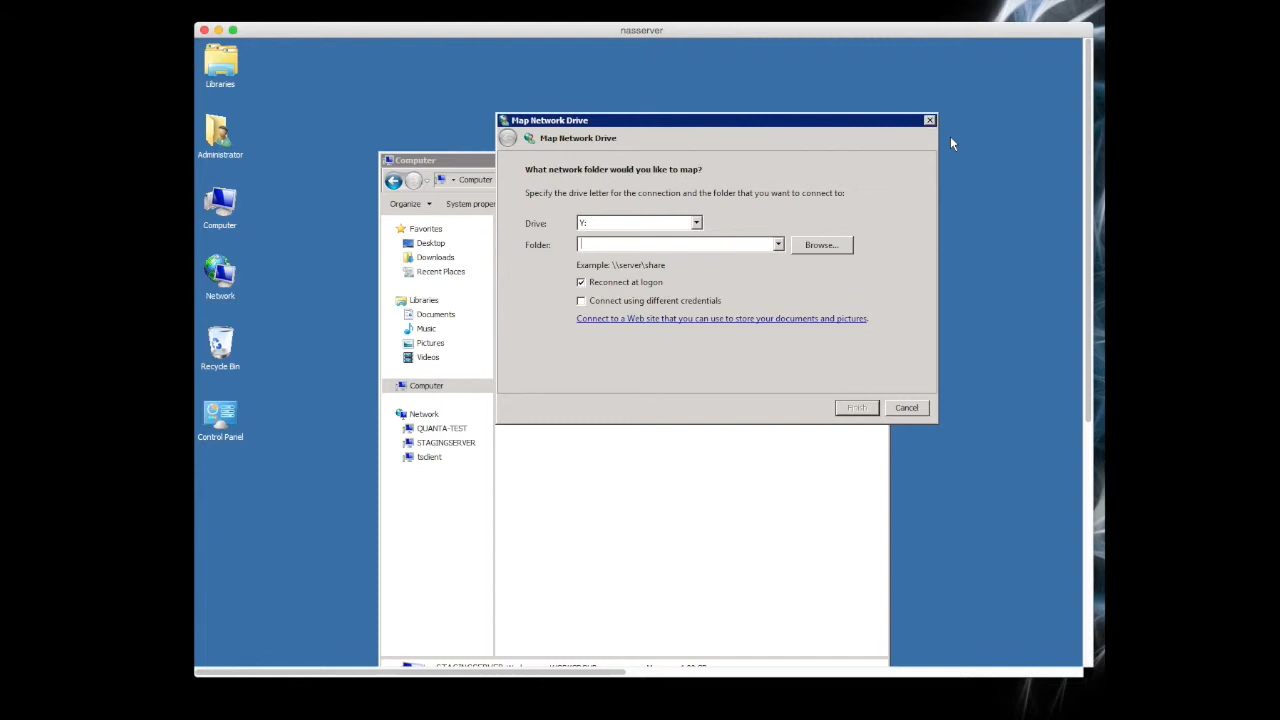 nasserver
Libraries
Administrator
Computer
Network
Recycle Bin
Control Panel
Computer
Computer
Organize
System proper
Favorites
Desktop
Downloads
Recent Places
Libraries
Documents
Music
Pictures
Videos
Computer
Network
QUANTA-TEST
STAGINGSERVER
tsclient
Map Network Drive
Map Network Drive
What network folder would you like to map?
Specify the drive letter for the connection and the folder that you want to connect to:
Drive: Y:
Folder: Browse...
Example: \\server\share
Reconnect at logon
Connect using different credentials
Connect to a Web site that you can use to store your documents and pictures.
Finish Cancel
STAGINGSERVER